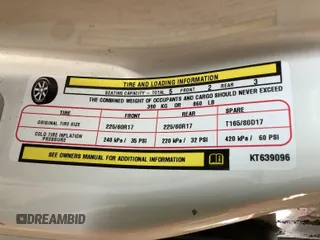 TIRE AND LOADING INFORMATION
SEATING CAPACITY - TOTAL 5 FRONT 2 REAR 3
THE COMBINED WEIGHT OF OCCUPANTS AND CARGO SHOULD NEVER EXCEED
390 KG OR 860 LB
TIRE FRONT REAR SPARE
ORIGINAL TIRE SIZE 225/60R17 225/60R17 T165/80D17
COLD TIRE INFLATION PRESSURE 240 kPa / 35 PSI 220 kPa / 32 PSI 420 kPa / 60 PSI
SEE OWNERS MANUAL FOR ADDITIONAL INFORMATION
KT639096
DREAMBID